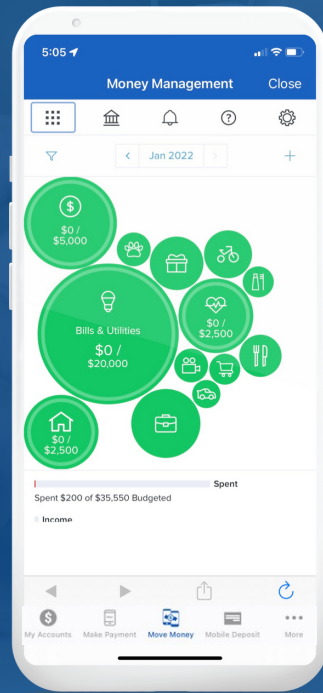 5:05
Money Management
Close
Jan 2022
$0 /
$5,000
Bills & Utilities
$0 /
$20,000
$0 /
$2,500
$0 /
$2,500
Spent
Spent $200 of $35,550 Budgeted
Income
My Accounts
Make Payment
Move Money
Mobile Deposit
More